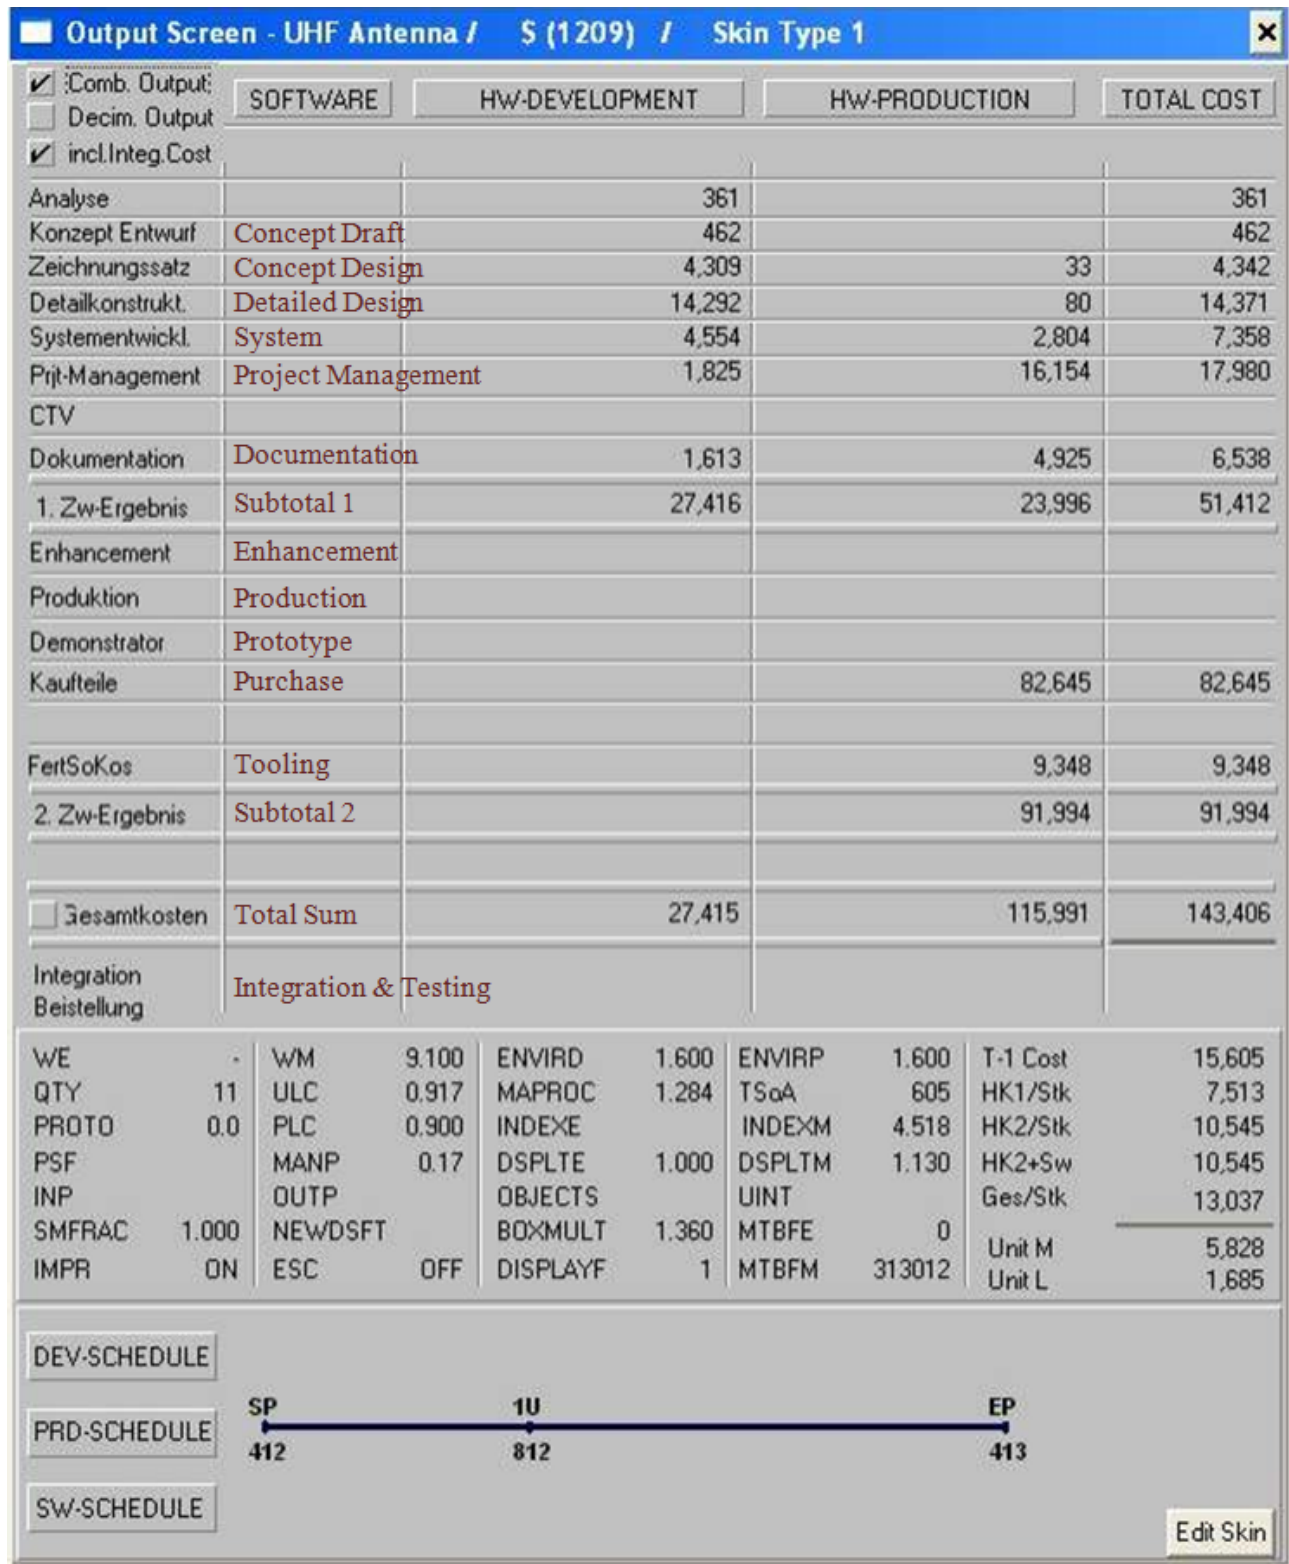 Output Screen - UHF Antenna / $ (1209) / Skin Type 1
Comb. Output SOFTWARE HW-DEVELOPMENT HW-PRODUCTION TOTAL COST
Decim. Output
incl.Integ.Cost
Analyse 361 361
Konzept Entwurf Concept Draft 462 462
Zeichnungssatz Concept Design 4,309 33 4,342
Detailkonstrukt. Detailed Design 14,292 80 14,371
Systementwickl. System 4,554 2,804 7,358
Prjt-Management Project Management 1,825 16,154 17,980
CTV
Dokumentation Documentation 1,613 4,925 6,538
1. Zw-Ergebnis Subtotal 1 27,416 23,996 51,412
Enhancement Enhancement
Produktion Production
Demonstrator Prototype
Kaufteile Purchase 82,645 82,645
FertSoKos Tooling 9,348 9,348
2. Zw-Ergebnis Subtotal 2 91,994 91,994
Gesamtkosten Total Sum 27,415 115,991 143,406
Integration
Beistellung Integration & Testing
WE - WM 9.100 ENVIRD 1.600 ENVIRP 1.600 T-1 Cost 15,605
QTY 11 ULC 0.917 MAPROC 1.284 TSoA 605 HK1/Stk 7,513
PROTO 0.0 PLC 0.900 INDEXE INDEXM 4.518 HK2/Stk 10,545
PSF MANP 0.17 DSPLTE 1.000 DSPLTM 1.130 HK2+Sw 10,545
INP OUTP OBJECTS UINT Ges/Stk 13,037
SMFRAC 1.000 NEWDSFT BOXMULT 1.360 MTBFE 0 Unit M 5,828
IMPR ON ESC OFF DISPLAYF 1 MTBFM 313012 Unit L 1,685
DEV-SCHEDULE
SP 1U EP
PRD-SCHEDULE
412 812 413
SW-SCHEDULE
Edit Skin